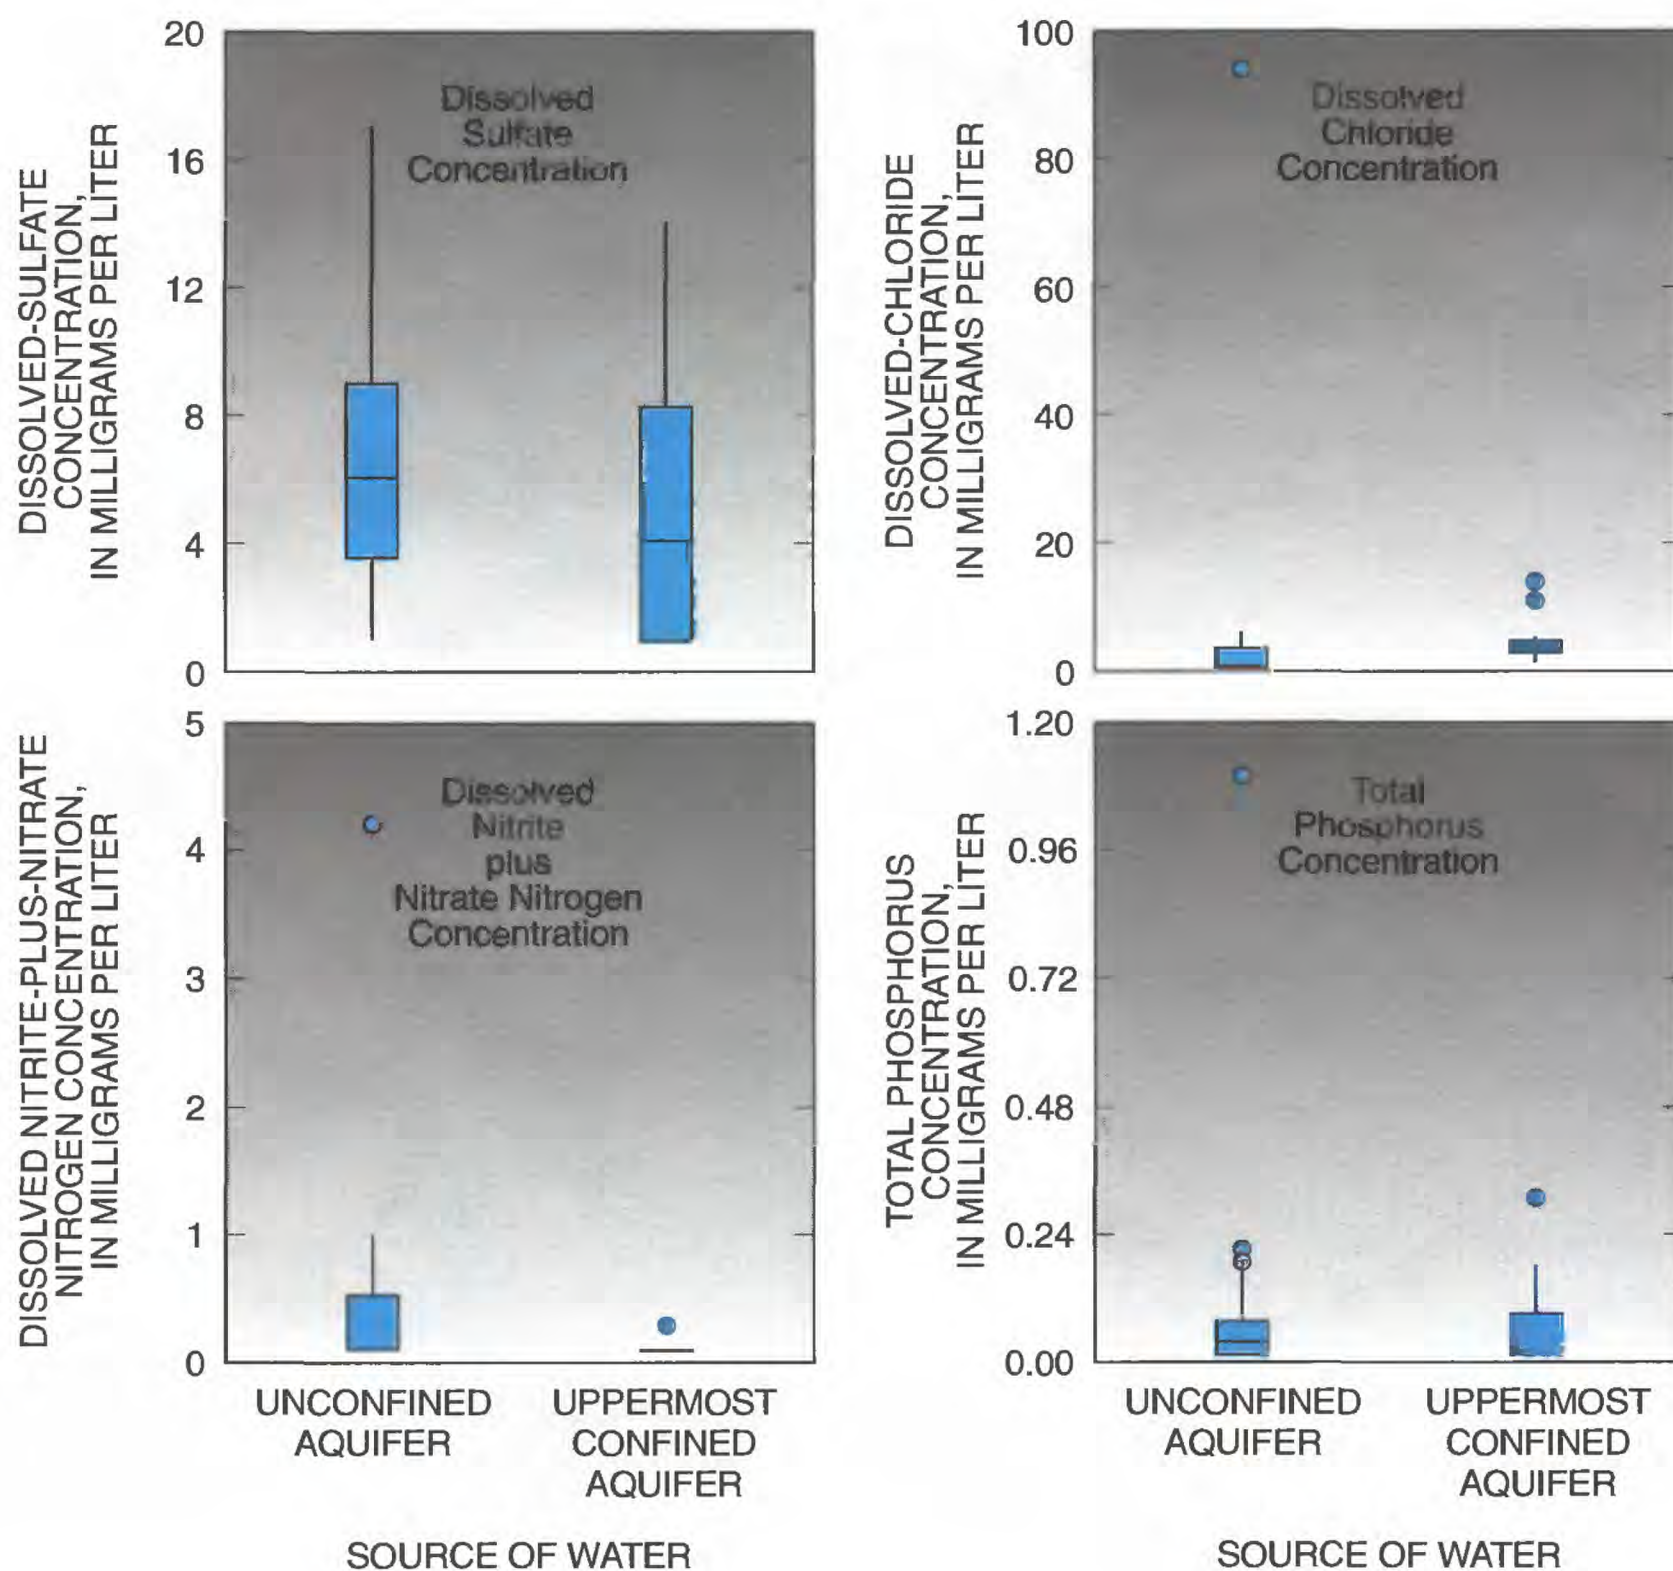 DISSOLVED-SULFATE
CONCENTRATION,
IN MILLIGRAMS PER LITER
20
16
12
8
4
0
Dissolved
Sulfate
Concentration
DISSOLVED-CHLORIDE
CONCENTRATION,
IN MILLIGRAMS PER LITER
100
80
60
40
20
0
Dissolved
Chloride
Concentration
DISSOLVED NITRITE-PLUS-NITRATE
NITROGEN CONCENTRATION,
IN MILLIGRAMS PER LITER
5
4
3
2
1
0
Dissolved
Nitrite
plus
Nitrate Nitrogen
Concentration
UNCONFINED
AQUIFER
UPPERMOST
CONFINED
AQUIFER
SOURCE OF WATER
TOTAL PHOSPHORUS
CONCENTRATION,
IN MILLIGRAMS PER LITER
1.20
0.96
0.72
0.48
0.24
0.00
Total
Phosphorus
Concentration
UNCONFINED
AQUIFER
UPPERMOST
CONFINED
AQUIFER
SOURCE OF WATER